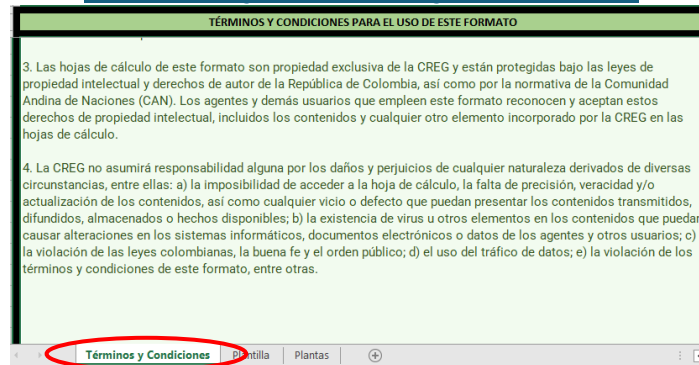 TÉRMINOS Y CONDICIONES PARA EL USO DE ESTE FORMATO
3. Las hojas de cálculo de este formato son propiedad exclusiva de la CREG y están protegidas bajo las leyes de
propiedad intelectual y derechos de autor de la República de Colombia, así como por la normativa de la Comunidad
Andina de Naciones (CAN). Los agentes y demás usuarios que empleen este formato reconocen y aceptan estos
derechos de propiedad intelectual, incluidos los contenidos y cualquier otro elemento incorporado por la CREG en las
hojas de cálculo.
4. La CREG no asumirá responsabilidad alguna por los daños y perjuicios de cualquier naturaleza derivados de diversas
circunstancias, entre ellas: a) la imposibilidad de acceder a la hoja de cálculo, la falta de precisión, veracidad y/o
actualización de los contenidos, así como cualquier vicio o defecto que puedan presentar los contenidos transmitidos,
difundidos, almacenados o hechos disponibles; b) la existencia de virus u otros elementos en los contenidos que puedan
causar alteraciones en los sistemas informáticos, documentos electrónicos o datos de los agentes y otros usuarios; c)
la violación de las leyes colombianas, la buena fe y el orden público; d) el uso del tráfico de datos; e) la violación de los
términos y condiciones de este formato, entre otras.
Términos y Condiciones Plantilla Plantas